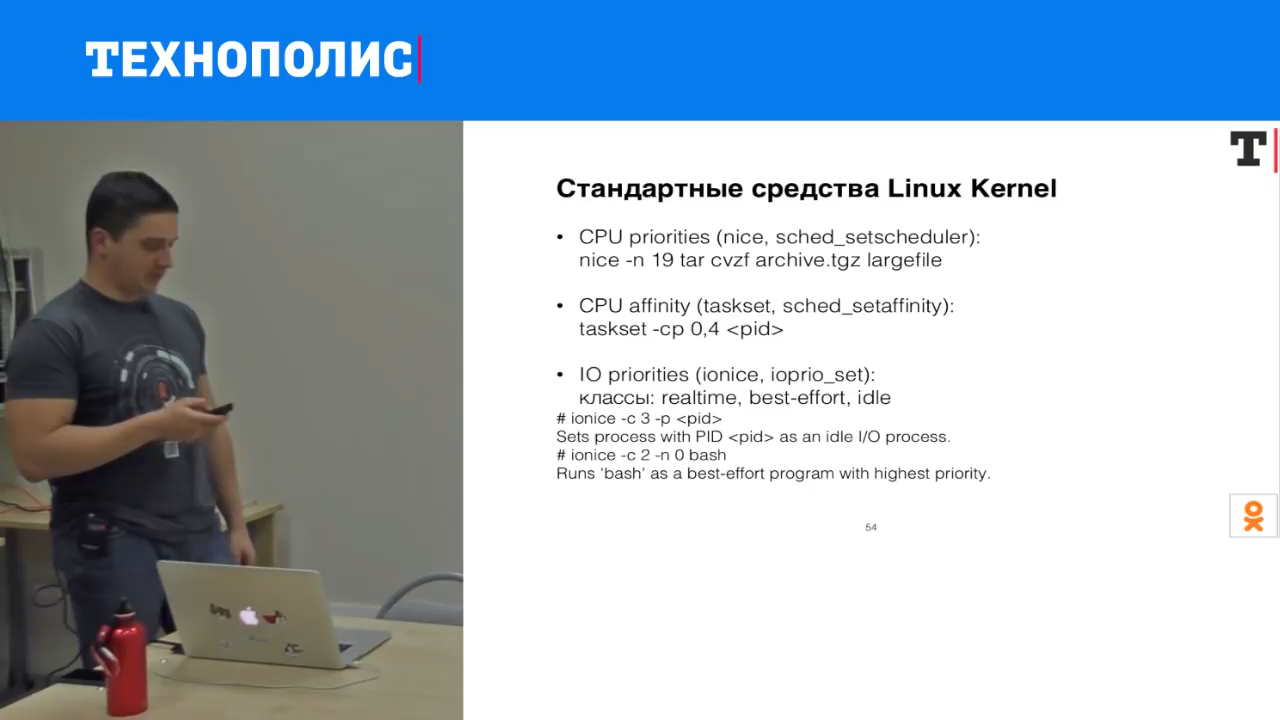 ТЕХНОПОЛИС
Т
Стандартные средства Linux Kernel
• CPU priorities (nice, sched_setscheduler):
nice -n 19 tar cvzf archive.tgz largefile
• CPU affinity (taskset, sched_setaffinity):
taskset -cp 0,4 <pid>
• IO priorities (ionice, ioprio_set):
классы: realtime, best-effort, idle
# ionice -c 3 -p <pid>
Sets process with PID <pid> as an idle I/O process.
# ionice -c 2 -n 0 bash
Runs 'bash' as a best-effort program with highest priority.
54